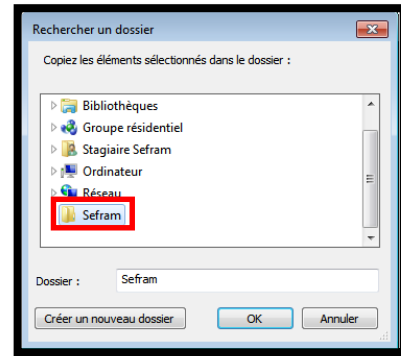 Rechercher un dossier
Copiez les éléments sélectionnés dans le dossier :
Bibliothèques
Groupe résidentiel
Stagiaire Sefram
Ordinateur
Réseau
Sefram
Dossier : Sefram
Créer un nouveau dossier OK Annuler